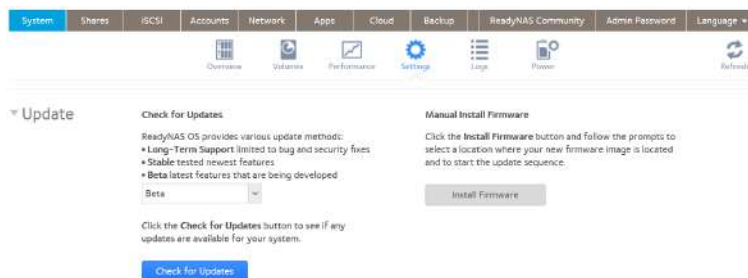 System Shares iSCSI Accounts Network Apps Cloud Backup ReadyNAS Community Admin Password Language
Overview Volumes Performance Settings Logs Power Refresh
Update
Check for Updates
ReadyNAS OS provides various update methods:
• Long-Term Support limited to bug and security fixes
• Stable tested newest features
• Beta latest features that are being developed
Beta
Click the Check for Updates button to see if any
updates are available for your system.
Check for Updates
Manual Install Firmware
Click the Install Firmware button and follow the prompts to
select a location where your new firmware image is located
and to start the update sequence.
Install Firmware